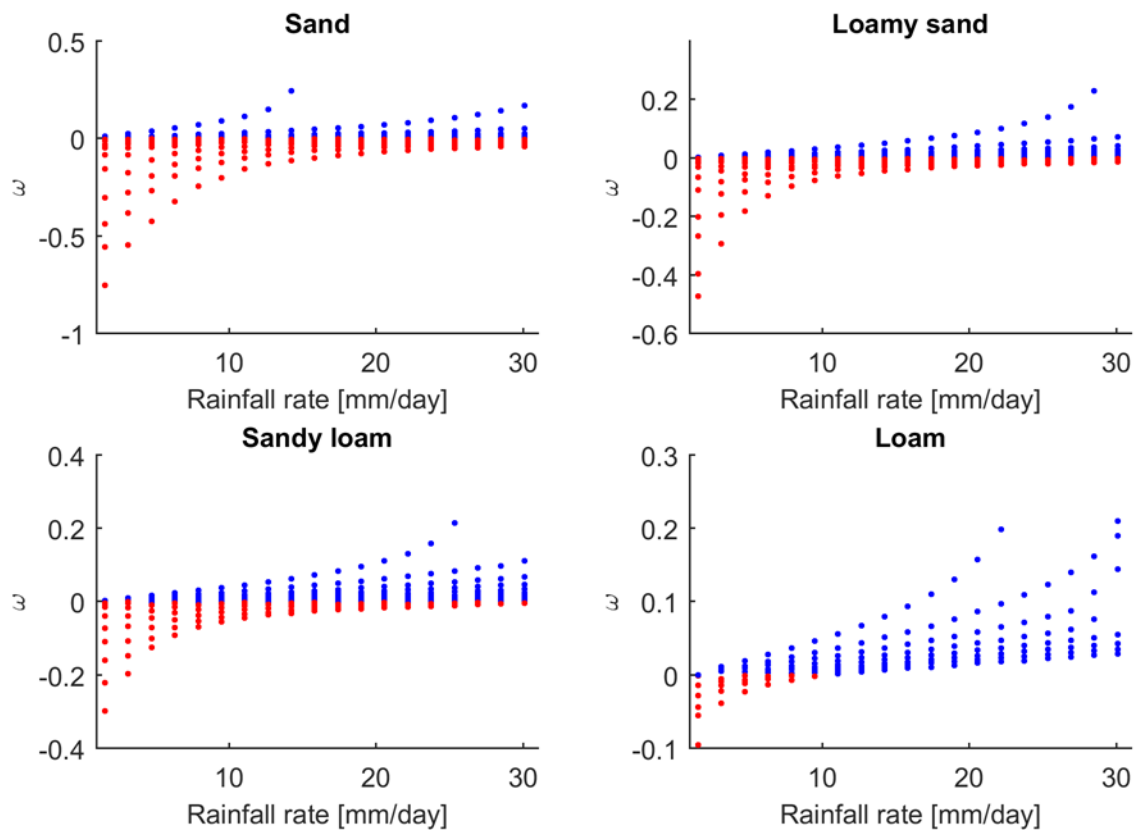 Sand
0.5
0
-0.5
-1
ω
10 20 30
Rainfall rate [mm/day]
Loamy sand
0.2
0
-0.2
-0.4
-0.6
ω
10 20 30
Rainfall rate [mm/day]
Sandy loam
0.4
0.2
0
-0.2
-0.4
ω
10 20 30
Rainfall rate [mm/day]
Loam
0.3
0.2
0.1
0
-0.1
ω
10 20 30
Rainfall rate [mm/day]